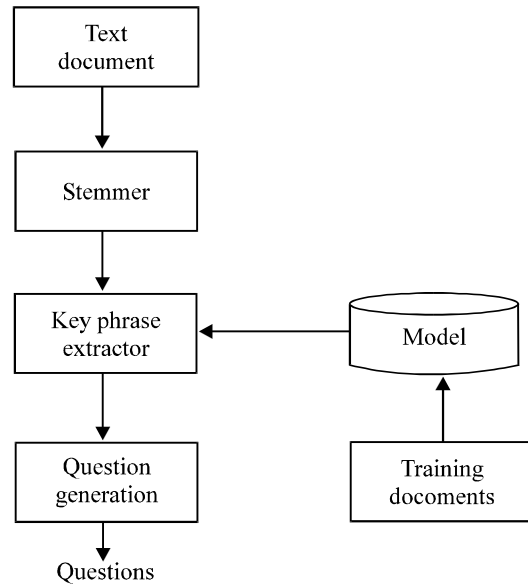 Text
document
Stemmer
Key phrase
extractor
Model
Question
generation
Training
docoments
Questions